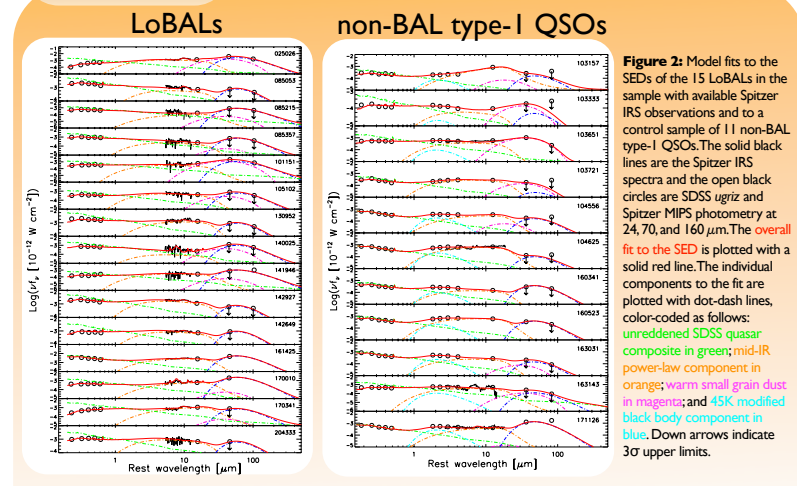 LoBALs
non-BAL type-1 QSOs
025026
085053
085215
085357
101151
105102
130952
140025
141946
142927
142649
161425
170010
170341
204333
Log(νfν [10⁻¹² W cm⁻²])
1
10
100
Rest wavelength [μm]
103157
103333
103651
103721
104556
104625
160341
160523
163031
163143
171126
Log(νfν [10⁻¹² W cm⁻²])
1
10
100
Rest wavelength [μm]
Figure 2: Model fits to the
SEDs of the 15 LoBALs in the
sample with available Spitzer
IRS observations and to a
control sample of 11 non-BAL
type-1 QSOs. The solid black
lines are the Spitzer IRS
spectra and the open black
circles are SDSS ugriz and
Spitzer MIPS photometry at
24, 70, and 160 μm. The overall
fit to the SED is plotted with a
solid red line. The individual
components to the fit are
plotted with dot-dash lines,
color-coded as follows:
unreddened SDSS quasar
composite in green; mid-IR
power-law component in
orange; warm small grain dust
in magenta; and 45K modified
black body component in
blue. Down arrows indicate
3σ upper limits.